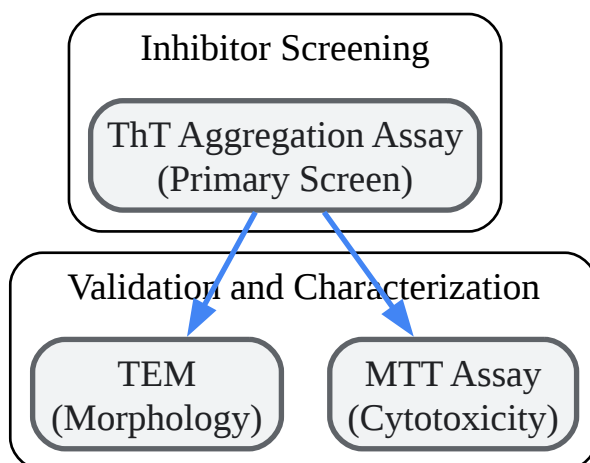 Inhibitor Screening
ThT Aggregation Assay
(Primary Screen)
Validation and Characterization
TEM
(Morphology)
MTT Assay
(Cytotoxicity)